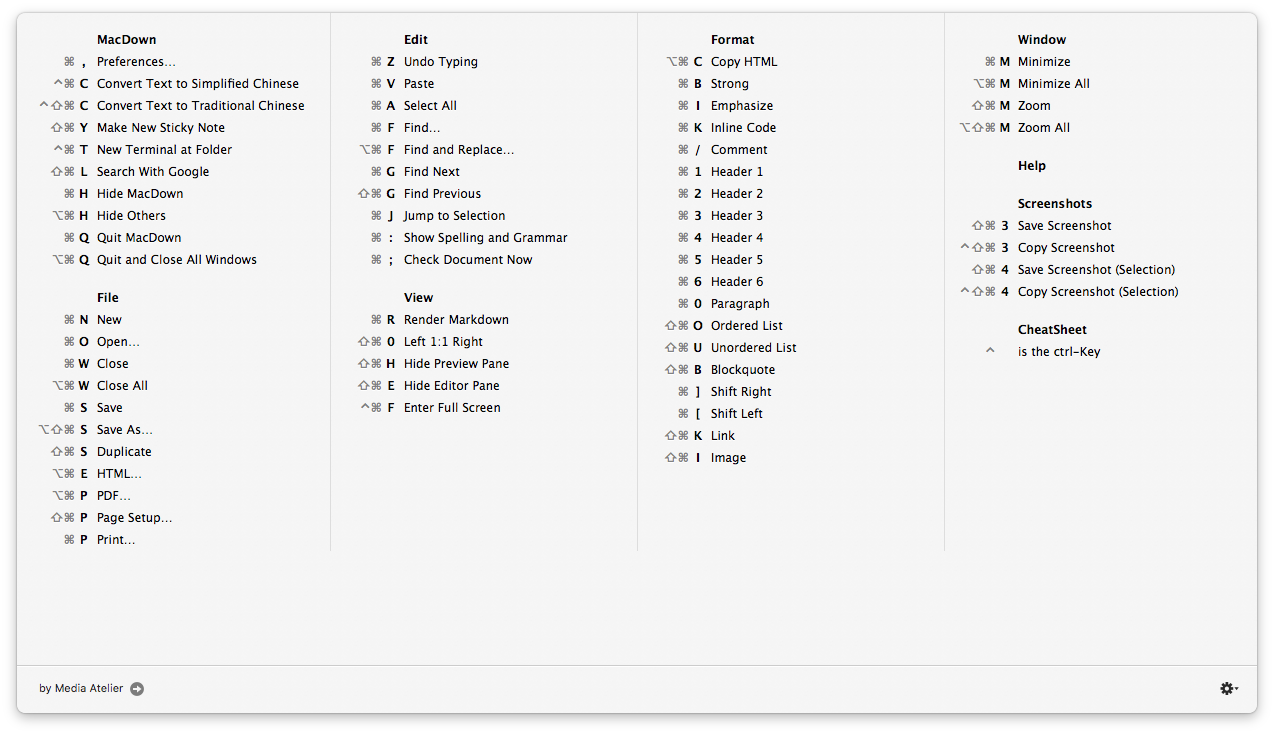 MacDown
⌘ , Preferences…
^⌘ C Convert Text to Simplified Chinese
^⇧⌘ C Convert Text to Traditional Chinese
⇧⌘ Y Make New Sticky Note
^⌘ T New Terminal at Folder
⇧⌘ L Search With Google
⌘ H Hide MacDown
⌥⌘ H Hide Others
⌘ Q Quit MacDown
⌥⌘ Q Quit and Close All Windows
File
⌘ N New
⌘ O Open…
⌘ W Close
⌥⌘ W Close All
⌘ S Save
⌥⇧⌘ S Save As…
⇧⌘ S Duplicate
⌥⌘ E HTML…
⌥⌘ P PDF…
⇧⌘ P Page Setup…
⌘ P Print…
Edit
⌘ Z Undo Typing
⌘ V Paste
⌘ A Select All
⌘ F Find…
⌥⌘ F Find and Replace…
⌘ G Find Next
⇧⌘ G Find Previous
⌘ J Jump to Selection
⌘ : Show Spelling and Grammar
⌘ ; Check Document Now
View
⌘ R Render Markdown
⇧⌘ 0 Left 1:1 Right
⇧⌘ H Hide Preview Pane
⇧⌘ E Hide Editor Pane
^⌘ F Enter Full Screen
Format
⌥⌘ C Copy HTML
⌘ B Strong
⌘ I Emphasize
⌘ K Inline Code
⌘ / Comment
⌘ 1 Header 1
⌘ 2 Header 2
⌘ 3 Header 3
⌘ 4 Header 4
⌘ 5 Header 5
⌘ 6 Header 6
⌘ 0 Paragraph
⇧⌘ O Ordered List
⇧⌘ U Unordered List
⇧⌘ B Blockquote
⌘ ] Shift Right
⌘ [ Shift Left
⇧⌘ K Link
⇧⌘ I Image
Window
⌘ M Minimize
⌥⌘ M Minimize All
⇧⌘ M Zoom
⌥⇧⌘ M Zoom All
Help
Screenshots
⇧⌘ 3 Save Screenshot
^⇧⌘ 3 Copy Screenshot
⇧⌘ 4 Save Screenshot (Selection)
^⇧⌘ 4 Copy Screenshot (Selection)
CheatSheet
^ is the ctrl-Key
by Media Atelier